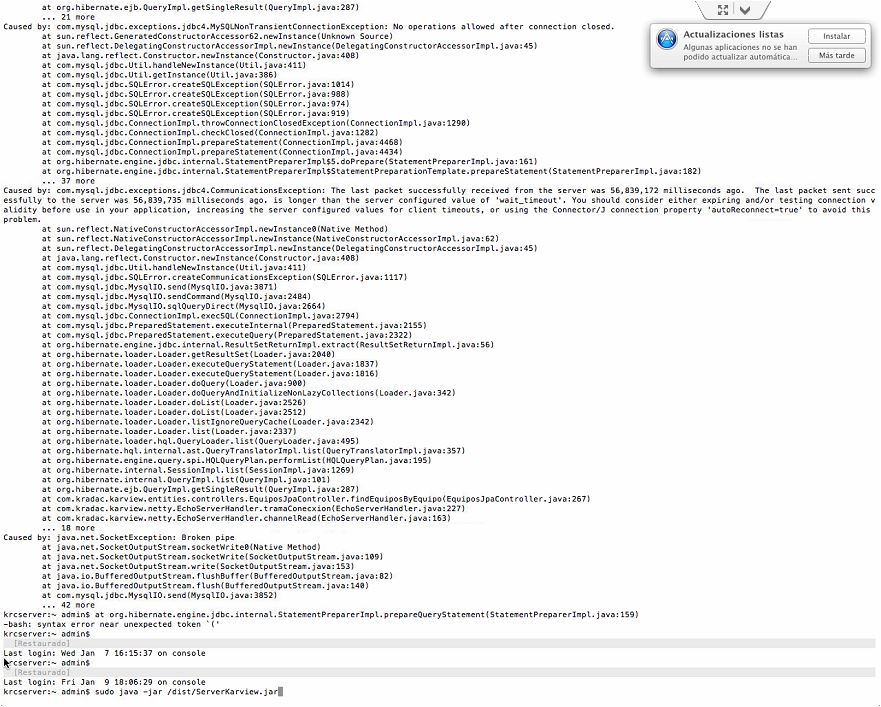 at org.hibernate.ejb.QueryImpl.getSingleResult(QueryImpl.java:287)
... 21 more
Caused by: com.mysql.jdbc.exceptions.jdbc4.MySQLNonTransientConnectionException: No operations allowed after connection closed.
at sun.reflect.GeneratedConstructorAccessor62.newInstance(Unknown Source)
at sun.reflect.DelegatingConstructorAccessorImpl.newInstance(DelegatingConstructorAccessorImpl.java:45)
at java.lang.reflect.Constructor.newInstance(Constructor.java:408)
at com.mysql.jdbc.Util.handleNewInstance(Util.java:411)
at com.mysql.jdbc.Util.getInstance(Util.java:386)
at com.mysql.jdbc.SQLError.createSQLException(SQLError.java:1014)
at com.mysql.jdbc.SQLError.createSQLException(SQLError.java:988)
at com.mysql.jdbc.SQLError.createSQLException(SQLError.java:974)
at com.mysql.jdbc.SQLError.createSQLException(SQLError.java:919)
at com.mysql.jdbc.ConnectionImpl.throwConnectionClosedException(ConnectionImpl.java:1290)
at com.mysql.jdbc.ConnectionImpl.checkClosed(ConnectionImpl.java:1282)
at com.mysql.jdbc.ConnectionImpl.prepareStatement(ConnectionImpl.java:4468)
at com.mysql.jdbc.ConnectionImpl.prepareStatement(ConnectionImpl.java:4434)
at org.hibernate.engine.jdbc.internal.StatementPreparerImpl$5.doPrepare(StatementPreparerImpl.java:161)
at org.hibernate.engine.jdbc.internal.StatementPreparerImpl$StatementPreparationTemplate.prepareStatement(StatementPreparerImpl.java:182)
... 37 more
Caused by: com.mysql.jdbc.exceptions.jdbc4.CommunicationsException: The last packet successfully received from the server was 56,839,172 milliseconds ago.  The last packet sent succ
essfully to the server was 56,839,735 milliseconds ago. is longer than the server configured value of 'wait_timeout'. You should consider either expiring and/or testing connection v
alidity before use in your application, increasing the server configured values for client timeouts, or using the Connector/J connection property 'autoReconnect=true' to avoid this
problem.
at sun.reflect.NativeConstructorAccessorImpl.newInstance0(Native Method)
at sun.reflect.NativeConstructorAccessorImpl.newInstance(NativeConstructorAccessorImpl.java:62)
at sun.reflect.DelegatingConstructorAccessorImpl.newInstance(DelegatingConstructorAccessorImpl.java:45)
at java.lang.reflect.Constructor.newInstance(Constructor.java:408)
at com.mysql.jdbc.Util.handleNewInstance(Util.java:411)
at com.mysql.jdbc.SQLError.createCommunicationsException(SQLError.java:1117)
at com.mysql.jdbc.MysqlIO.send(MysqlIO.java:3871)
at com.mysql.jdbc.MysqlIO.sendCommand(MysqlIO.java:2484)
at com.mysql.jdbc.MysqlIO.sqlQueryDirect(MysqlIO.java:2664)
at com.mysql.jdbc.ConnectionImpl.execSQL(ConnectionImpl.java:2794)
at com.mysql.jdbc.PreparedStatement.executeInternal(PreparedStatement.java:2155)
at com.mysql.jdbc.PreparedStatement.executeQuery(PreparedStatement.java:2322)
at org.hibernate.engine.jdbc.internal.ResultSetReturnImpl.extract(ResultSetReturnImpl.java:56)
at org.hibernate.loader.Loader.getResultSet(Loader.java:2040)
at org.hibernate.loader.Loader.executeQueryStatement(Loader.java:1837)
at org.hibernate.loader.Loader.executeQueryStatement(Loader.java:1816)
at org.hibernate.loader.Loader.doQuery(Loader.java:900)
at org.hibernate.loader.Loader.doQueryAndInitializeNonLazyCollections(Loader.java:342)
at org.hibernate.loader.Loader.doList(Loader.java:2526)
at org.hibernate.loader.Loader.doList(Loader.java:2512)
at org.hibernate.loader.Loader.listIgnoreQueryCache(Loader.java:2342)
at org.hibernate.loader.Loader.list(Loader.java:2337)
at org.hibernate.loader.hql.QueryLoader.list(QueryLoader.java:495)
at org.hibernate.hql.internal.ast.QueryTranslatorImpl.list(QueryTranslatorImpl.java:357)
at org.hibernate.engine.query.spi.HQLQueryPlan.performList(HQLQueryPlan.java:195)
at org.hibernate.internal.SessionImpl.list(SessionImpl.java:1269)
at org.hibernate.internal.QueryImpl.list(QueryImpl.java:101)
at org.hibernate.ejb.QueryImpl.getSingleResult(QueryImpl.java:287)
at com.kradac.karview.entities.controllers.EquiposJpaController.findEquiposByEquipo(EquiposJpaController.java:267)
at com.kradac.karview.netty.EchoServerHandler.tramaConecxion(EchoServerHandler.java:227)
at com.kradac.karview.netty.EchoServerHandler.channelRead(EchoServerHandler.java:163)
... 18 more
Caused by: java.net.SocketException: Broken pipe
at java.net.SocketOutputStream.socketWrite0(Native Method)
at java.net.SocketOutputStream.socketWrite(SocketOutputStream.java:109)
at java.net.SocketOutputStream.write(SocketOutputStream.java:153)
at java.io.BufferedOutputStream.flushBuffer(BufferedOutputStream.java:82)
at java.io.BufferedOutputStream.flush(BufferedOutputStream.java:140)
at com.mysql.jdbc.MysqlIO.send(MysqlIO.java:3852)
... 42 more
krcserver:~ admin$ at org.hibernate.engine.jdbc.internal.StatementPreparerImpl.prepareQueryStatement(StatementPreparerImpl.java:159)
-bash: syntax error near unexpected token `('
krcserver:~ admin$
[Restaurado]
Last login: Wed Jan  7 16:15:37 on console
krcserver:~ admin$
[Restaurado]
Last login: Fri Jan  9 18:06:29 on console
krcserver:~ admin$ sudo java -jar /dist/ServerKarview.jar
Actualizaciones listas
Algunas aplicaciones no se han
podido actualizar automática...
Instalar
Más tarde